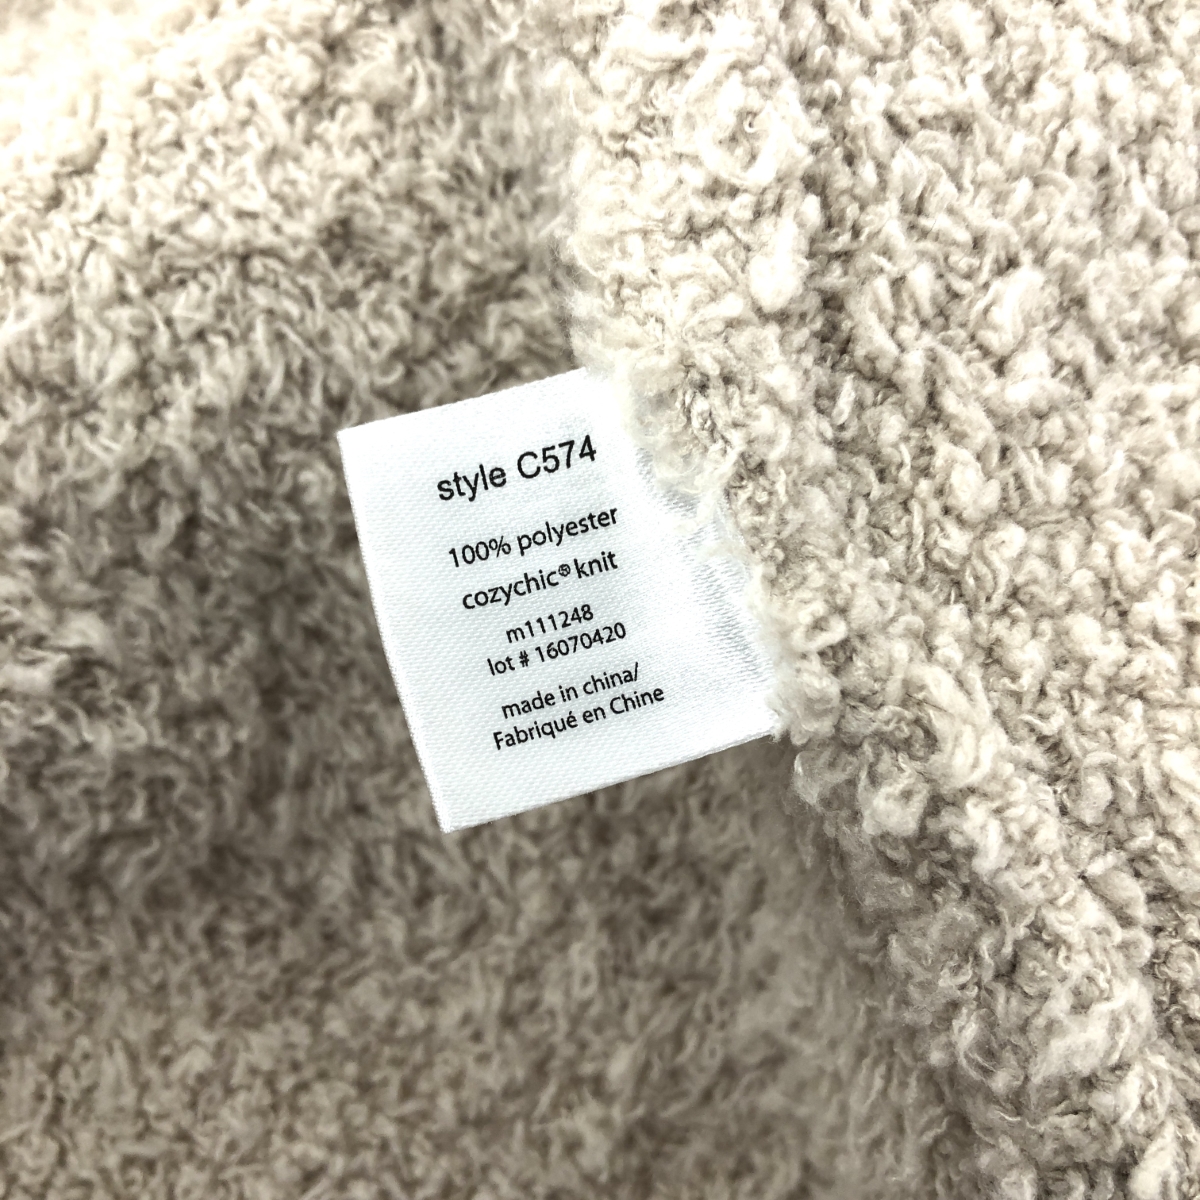 style C574
100% polyester
cozychic® knit
m111248
lot # 16070420
made in china/
Fabriqué en Chine